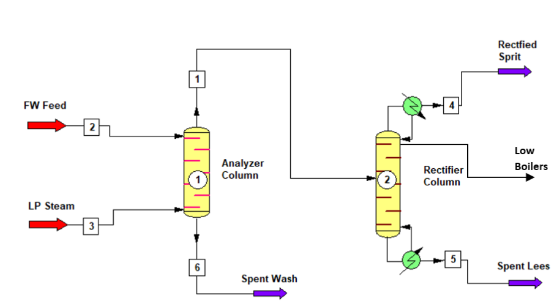 Rectfied
Sprit
1
4
FW Feed
2
Low
Boilers
Analyzer
Column
1
2
Rectifier
Column
LP Steam
3
6
5
Spent Lees
Spent Wash